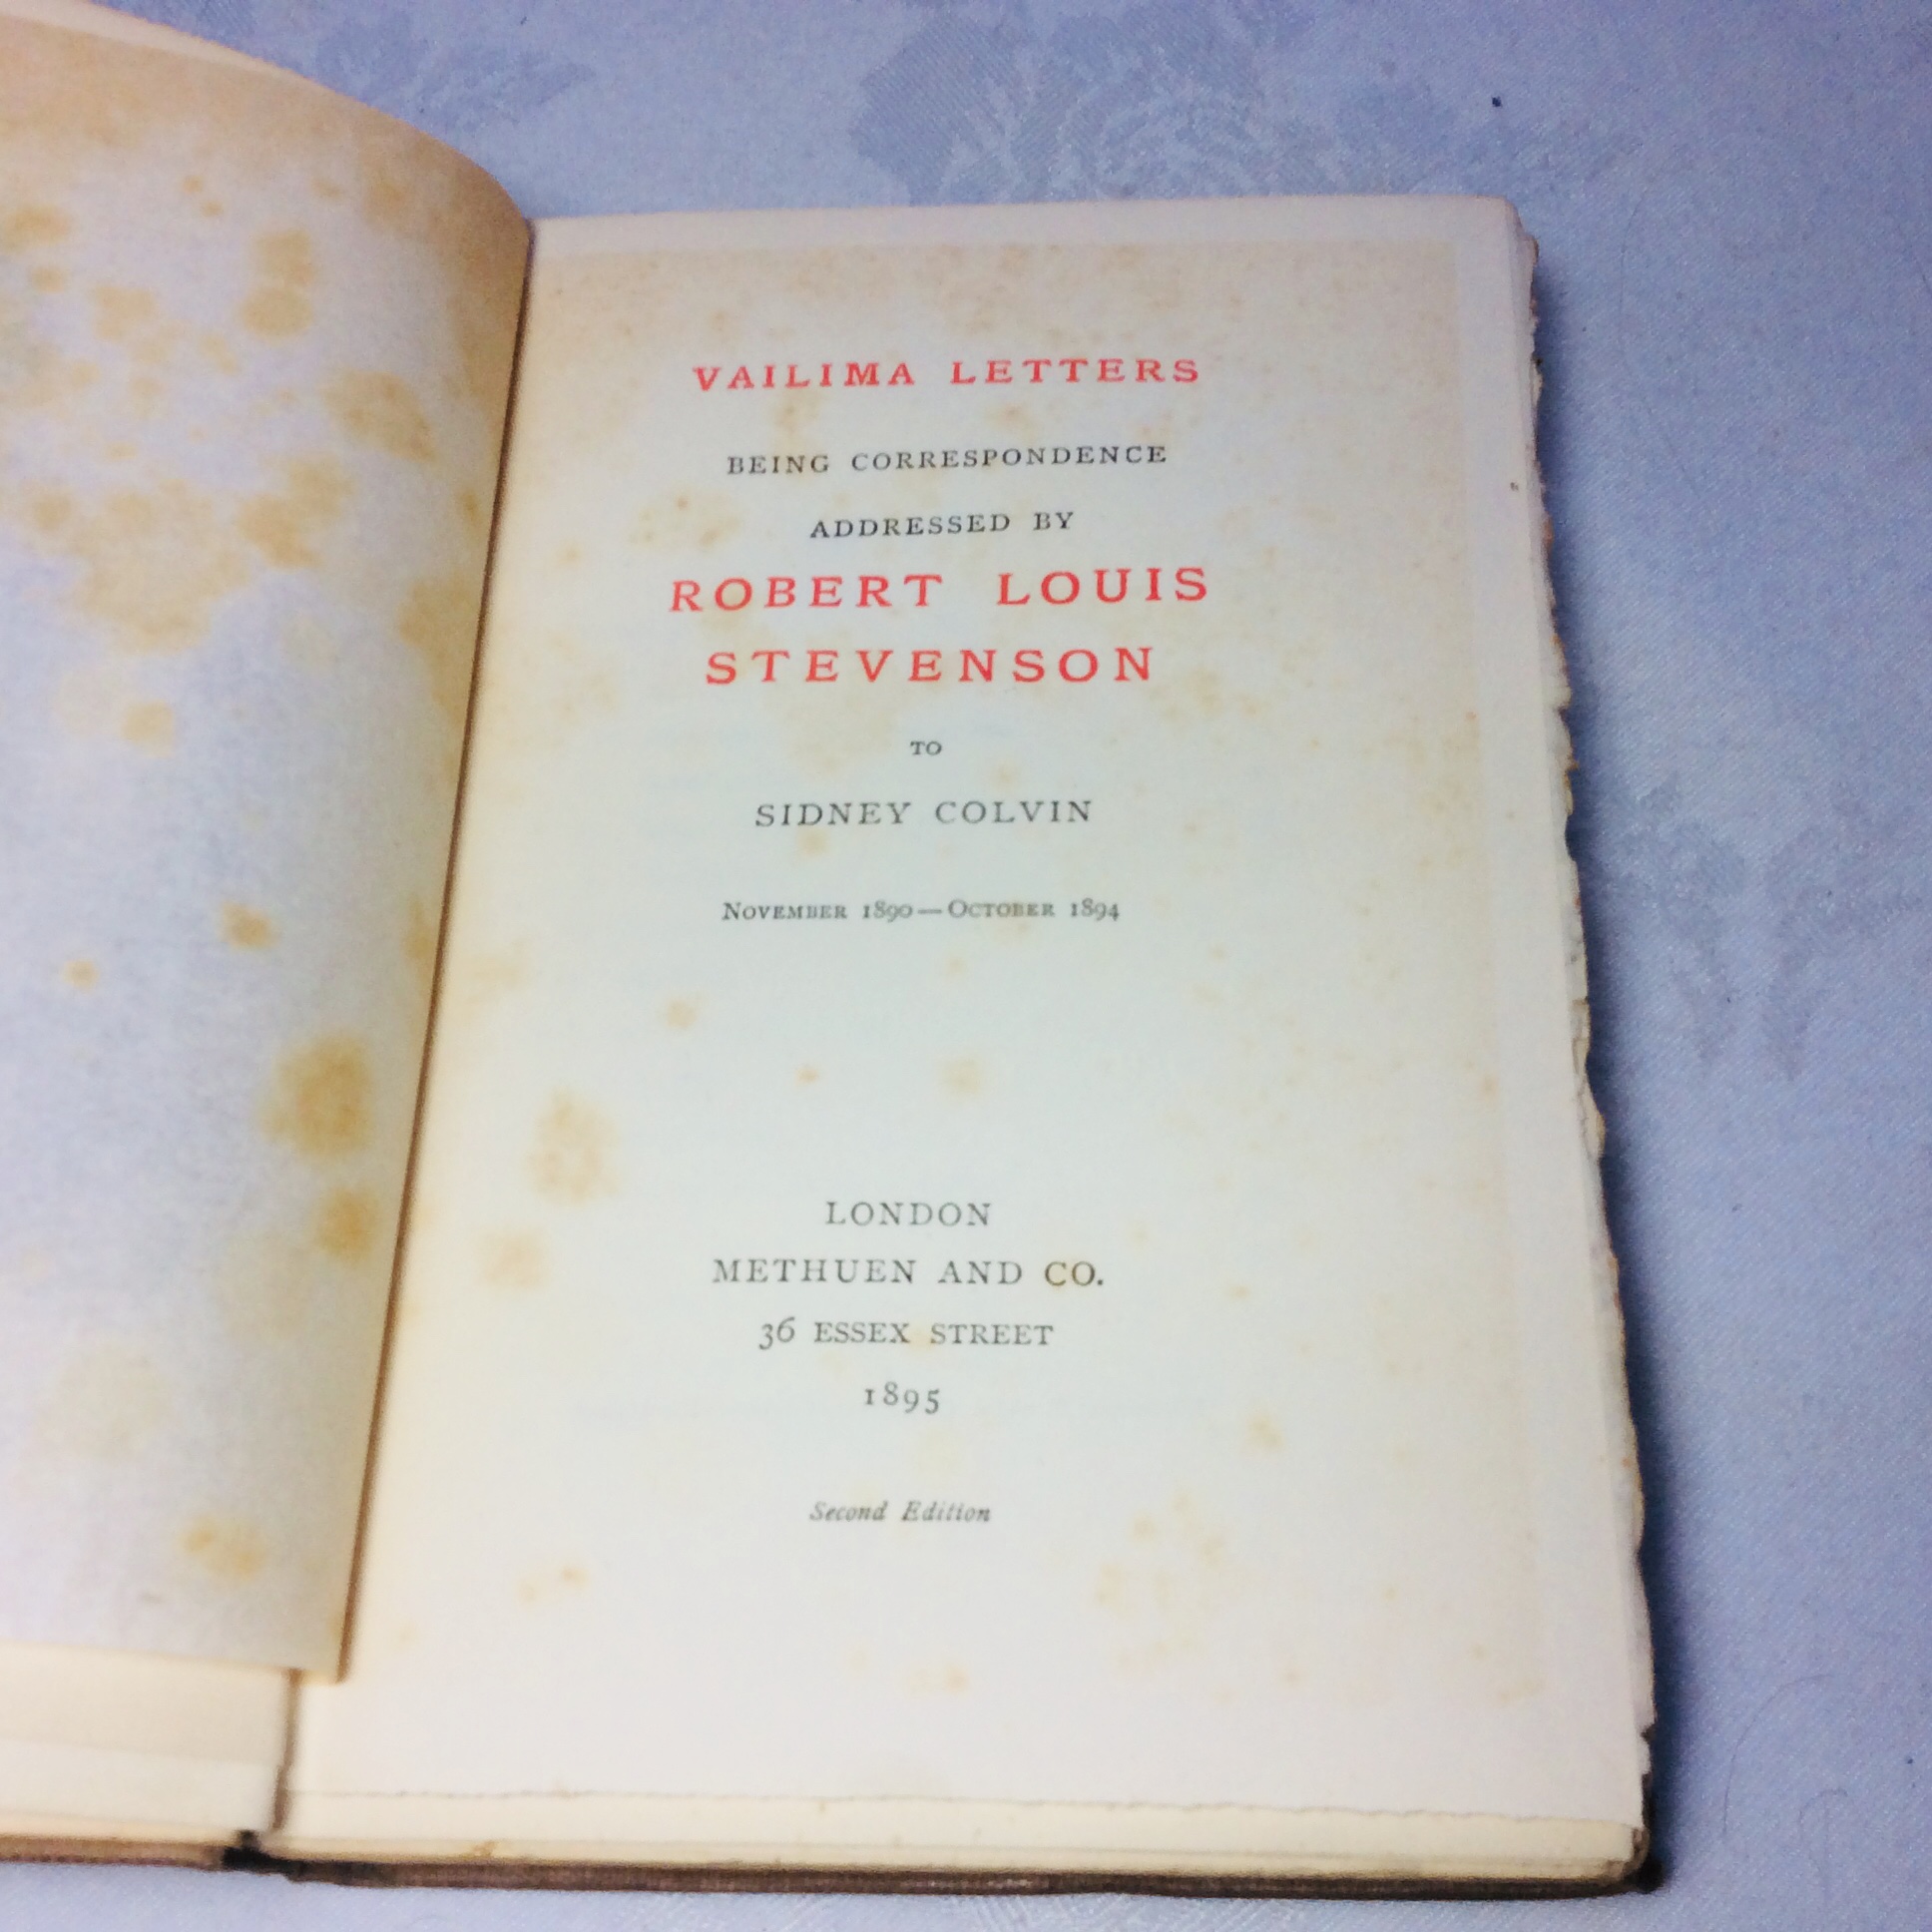 VAILIMA LETTERS
BEING CORRESPONDENCE
ADDRESSED BY
ROBERT LOUIS
STEVENSON
TO
SIDNEY COLVIN
NOVEMBER 1890—OCTOBER 1894
LONDON
METHUEN AND CO.
36 ESSEX STREET
1895
Second Edition